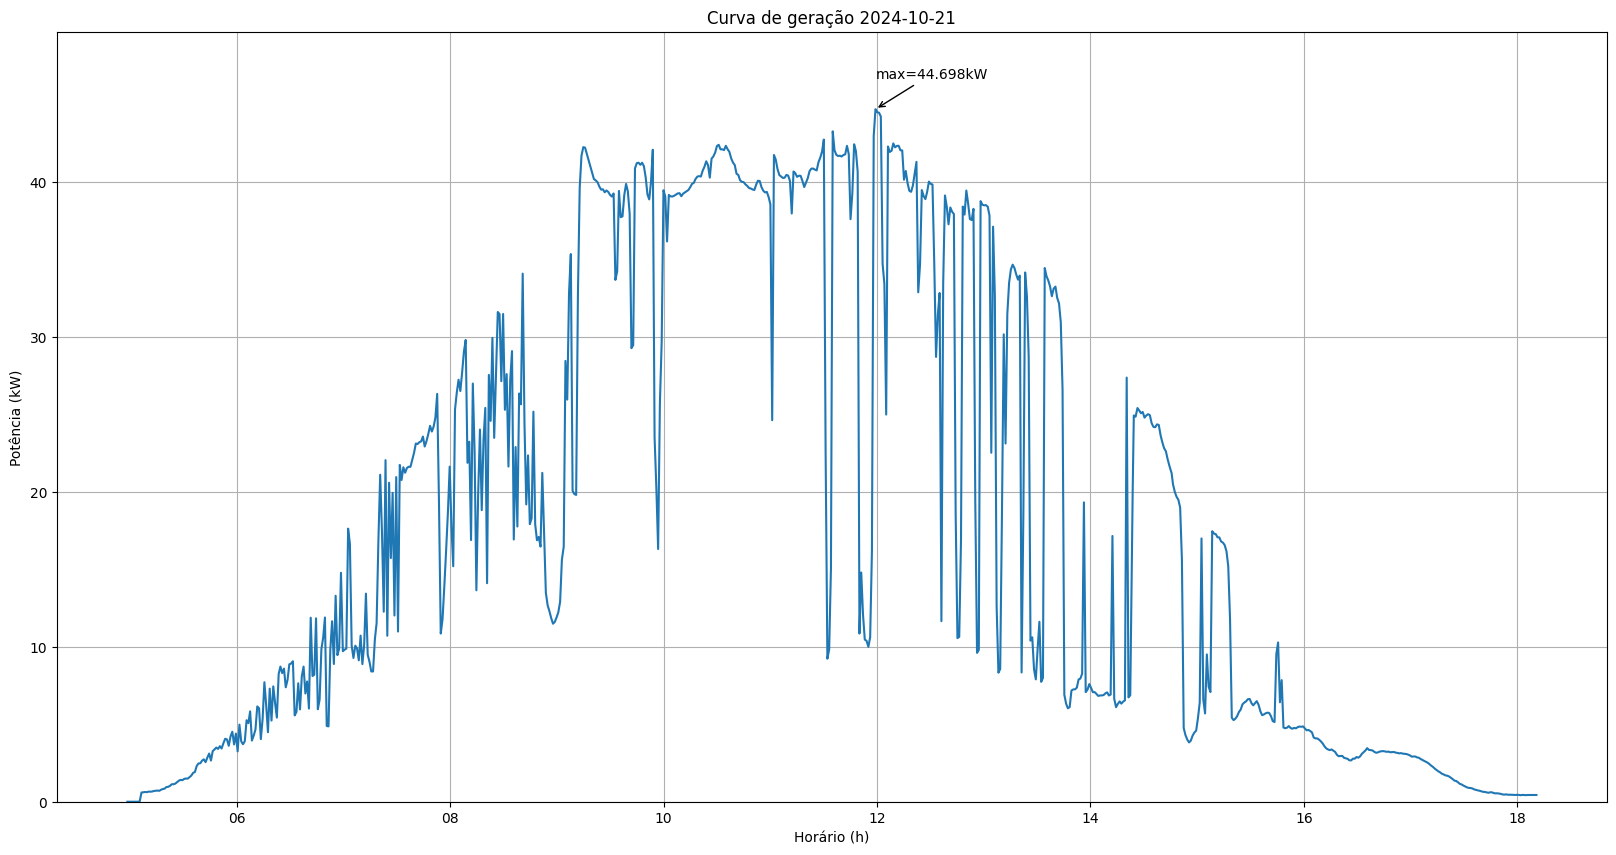 Curva de geração 2024-10-21
max=44.698kW
Potência (kW)
40
30
20
10
0
06 08 10 12 14 16 18
Horário (h)